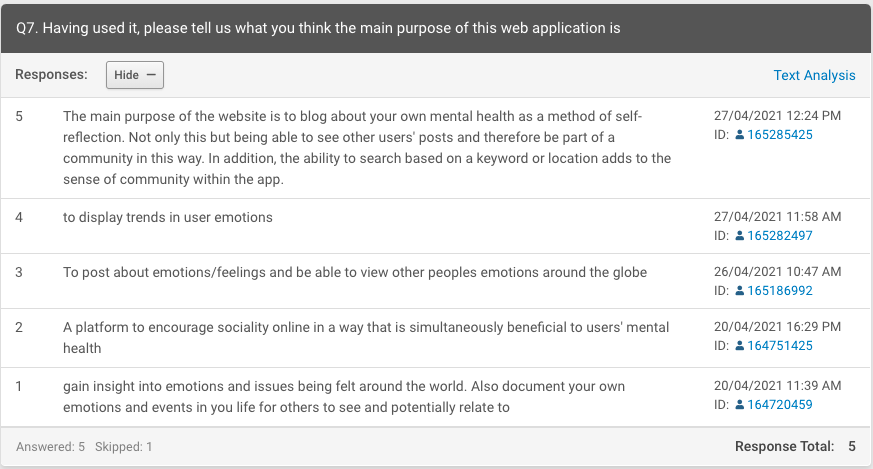 Q7. Having used it, please tell us what you think the main purpose of this web application is
Responses: Hide − Text Analysis
5 The main purpose of the website is to blog about your own mental health as a method of self- 27/04/2021 12:24 PM
reflection. Not only this but being able to see other users' posts and therefore be part of a ID: 165285425
community in this way. In addition, the ability to search based on a keyword or location adds to the
sense of community within the app.
4 to display trends in user emotions 27/04/2021 11:58 AM
ID: 165282497
3 To post about emotions/feelings and be able to view other peoples emotions around the globe 26/04/2021 10:47 AM
ID: 165186992
2 A platform to encourage sociality online in a way that is simultaneously beneficial to users' mental 20/04/2021 16:29 PM
health ID: 164751425
1 gain insight into emotions and issues being felt around the world. Also document your own 20/04/2021 11:39 AM
emotions and events in you life for others to see and potentially relate to ID: 164720459
Answered: 5 Skipped: 1 Response Total: 5